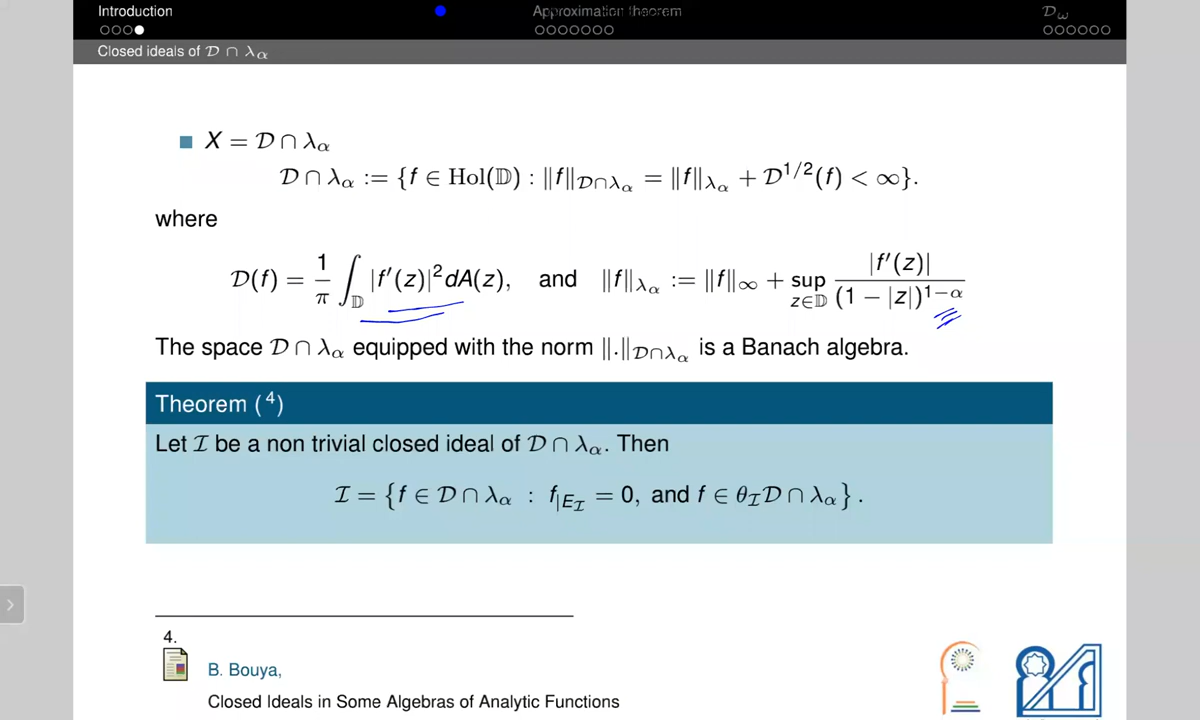 Introduction
Approximation theorem
𝒟_ω
Closed ideals of 𝒟 ∩ λ_α
X = 𝒟 ∩ λ_α
𝒟 ∩ λ_α := {f ∈ Hol(𝔻) : ‖f‖_{𝒟∩λ_α} = ‖f‖_{λ_α} + 𝒟^{1/2}(f) < ∞}.
where
𝒟(f) = 1/π ∫_𝔻 |f′(z)|²dA(z), and ‖f‖_{λ_α} := ‖f‖_∞ + sup_{z∈𝔻} |f′(z)| / (1 − |z|)^{1−α}
The space 𝒟 ∩ λ_α equipped with the norm ‖.‖_{𝒟∩λ_α} is a Banach algebra.
Theorem (⁴)
Let ℐ be a non trivial closed ideal of 𝒟 ∩ λ_α. Then
ℐ = {f ∈ 𝒟 ∩ λ_α : f_{|E_ℐ} = 0, and f ∈ θ_ℐ𝒟 ∩ λ_α} .
4.
B. Bouya,
Closed Ideals in Some Algebras of Analytic Functions